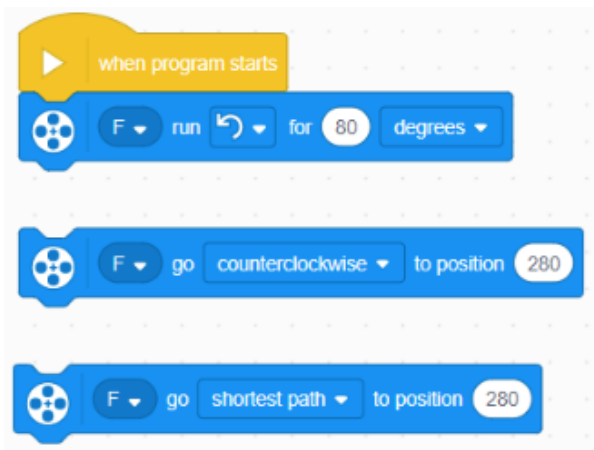 when program starts
F run for 80 degrees
F go counterclockwise to position 280
F go shortest path to position 280